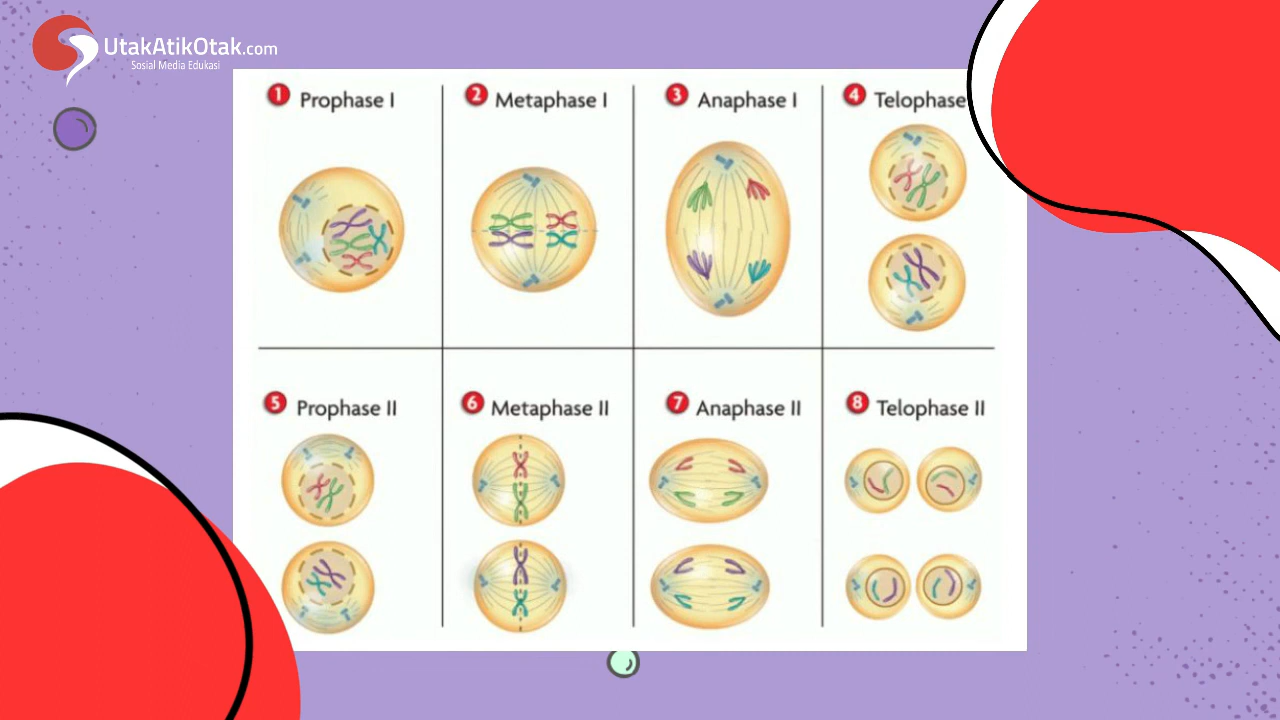 UtakAtikOtak.com
Sosial Media Edukasi
1 Prophase I
2 Metaphase I
3 Anaphase I
4 Telophase
5 Prophase II
6 Metaphase II
7 Anaphase II
8 Telophase II